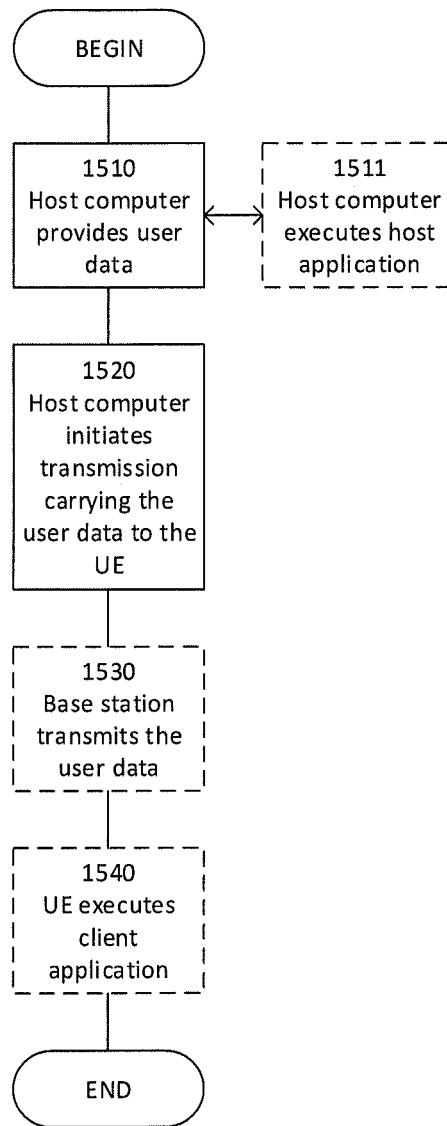 BEGIN
1510
Host computer
provides user
data
1511
Host computer
executes host
application
1520
Host computer
initiates
transmission
carrying the
user data to the
UE
1530
Base station
transmits the
user data
1540
UE executes
client
application
END